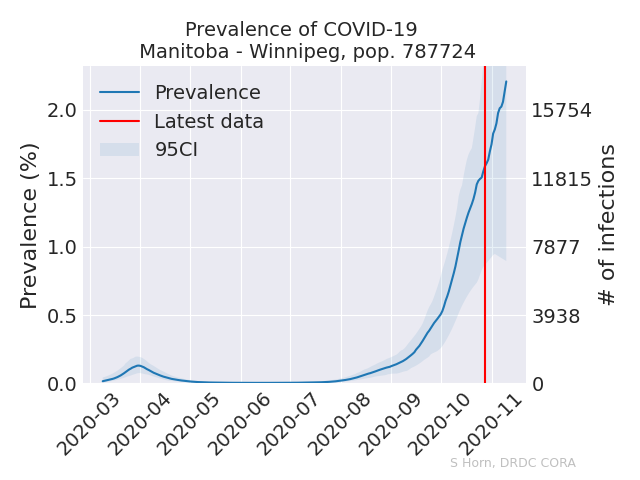 Prevalence of COVID-19
Manitoba - Winnipeg, pop. 787724
Prevalence
Latest data
95CI
Prevalence (%)
2.0
1.5
1.0
0.5
0.0
15754
11815
7877
3938
0
# of infections
2020-03
2020-04
2020-05
2020-06
2020-07
2020-08
2020-09
2020-10
2020-11
S Horn, DRDC CORA